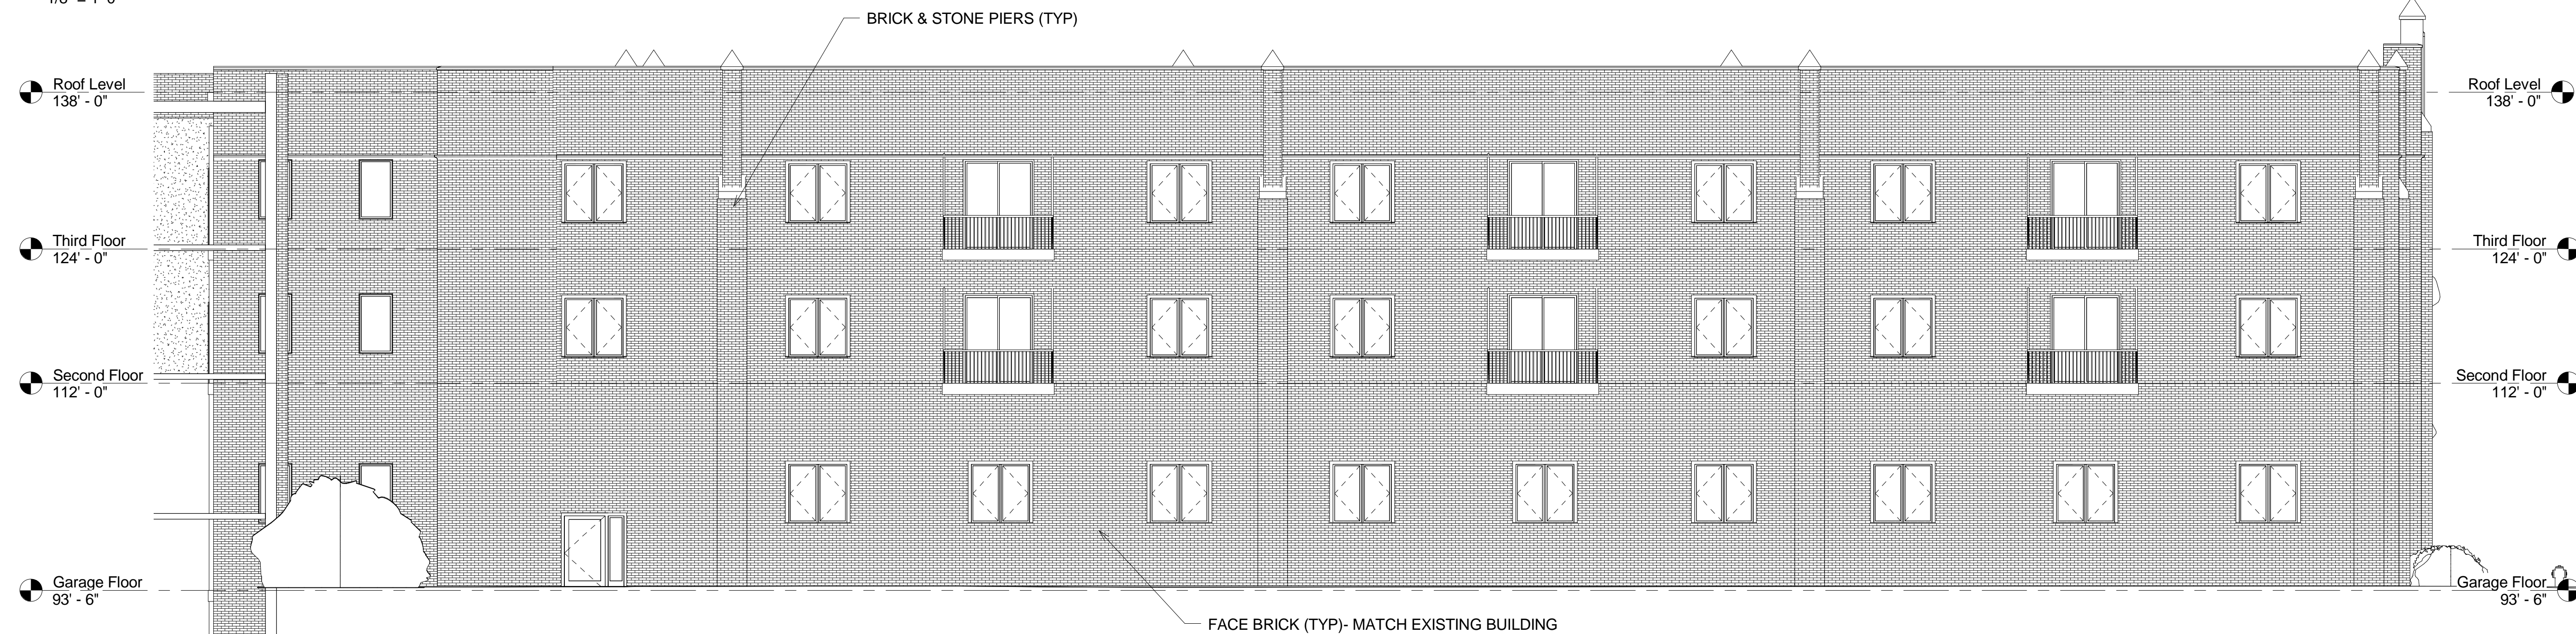 BRICK & STONE PIERS (TYP)
Roof Level
138' - 0"
Roof Level
138' - 0"
Third Floor
124' - 0"
Third Floor
124' - 0"
Second Floor
112' - 0"
Second Floor
112' - 0"
Garage Floor
93' - 6"
Garage Floor
93' - 6"
FACE BRICK (TYP)- MATCH EXISTING BUILDING